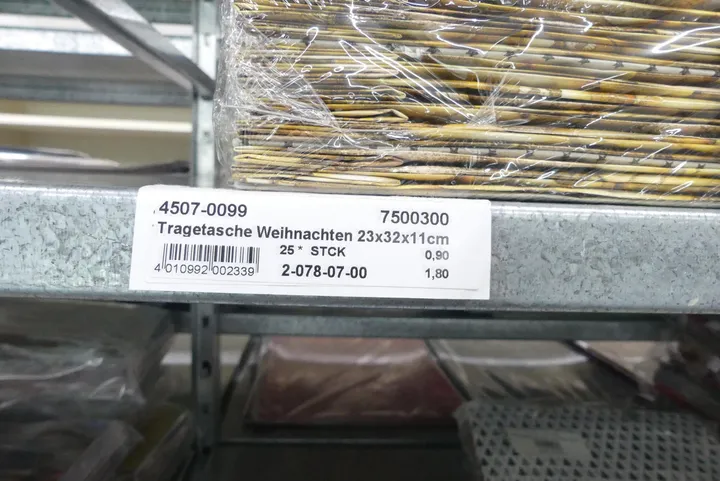 4507-0099 7500300
Tragetasche Weihnachten 23x32x11cm
25 * STCK 0,90
4 010992 002339 2-078-07-00 1,80